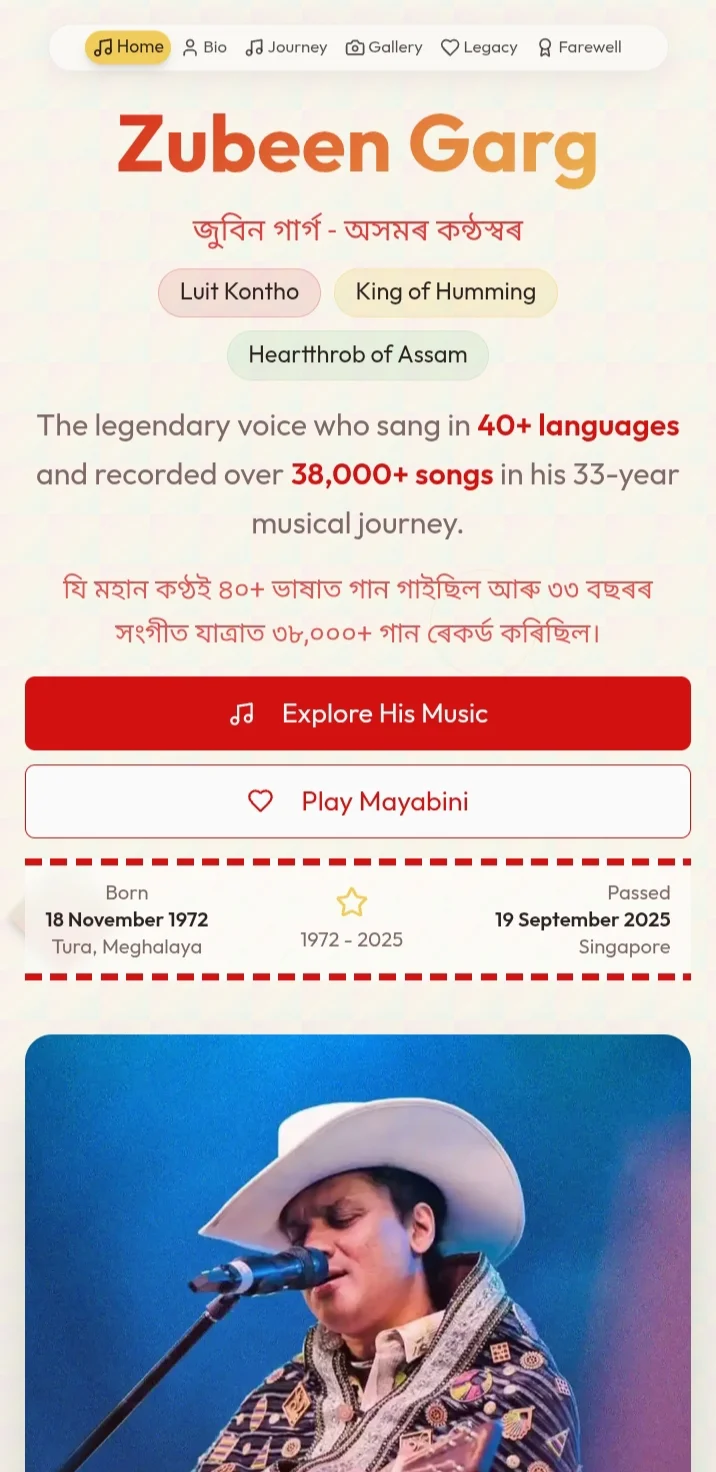 Home Bio Journey Gallery Legacy Farewell
Zubeen Garg
জুবিন গাৰ্গ - অসমৰ কন্ঠস্বৰ
Luit Kontho King of Humming
Heartthrob of Assam
The legendary voice who sang in 40+ languages
and recorded over 38,000+ songs in his 33-year
musical journey.
যি মহান কণ্ঠই ৪০+ ভাষাত গান গাইছিল আৰু ৩৩ বছৰৰ
সংগীত যাত্ৰাত ৩৮,০০০+ গান ৰেকৰ্ড কৰিছিল।
Explore His Music
Play Mayabini
Born
18 November 1972
Tura, Meghalaya
1972 - 2025
Passed
19 September 2025
Singapore